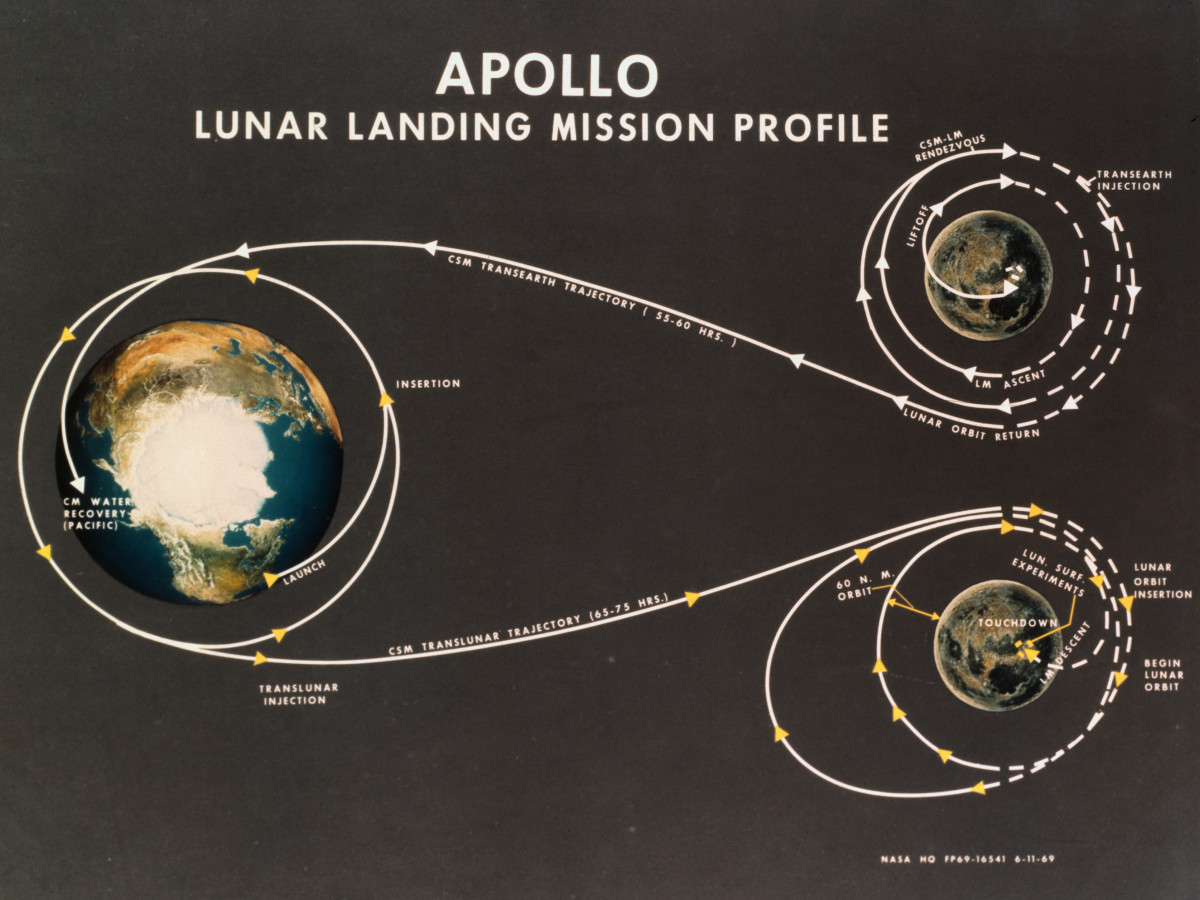 APOLLO
LUNAR LANDING MISSION PROFILE
CSM-LM
RENDEZVOUS
TRANSEARTH
INJECTION
LIFTOFF
CSM TRANSEARTH TRAJECTORY ( 55-60 HRS. )
LM ASCENT
INSERTION
LUNAR ORBIT RETURN
CM WATER
RECOVERY
(PACIFIC)
LAUNCH
LUN. SURF.
EXPERIMENTS
60 N. M.
ORBIT
LUNAR
ORBIT
INSERTION
TOUCHDOWN
LM DESCENT
CSM TRANSLUNAR TRAJECTORY (65-75 HRS.)
BEGIN
LUNAR
ORBIT
TRANSLUNAR
INJECTION
NASA HQ FP69-16541 6-11-69